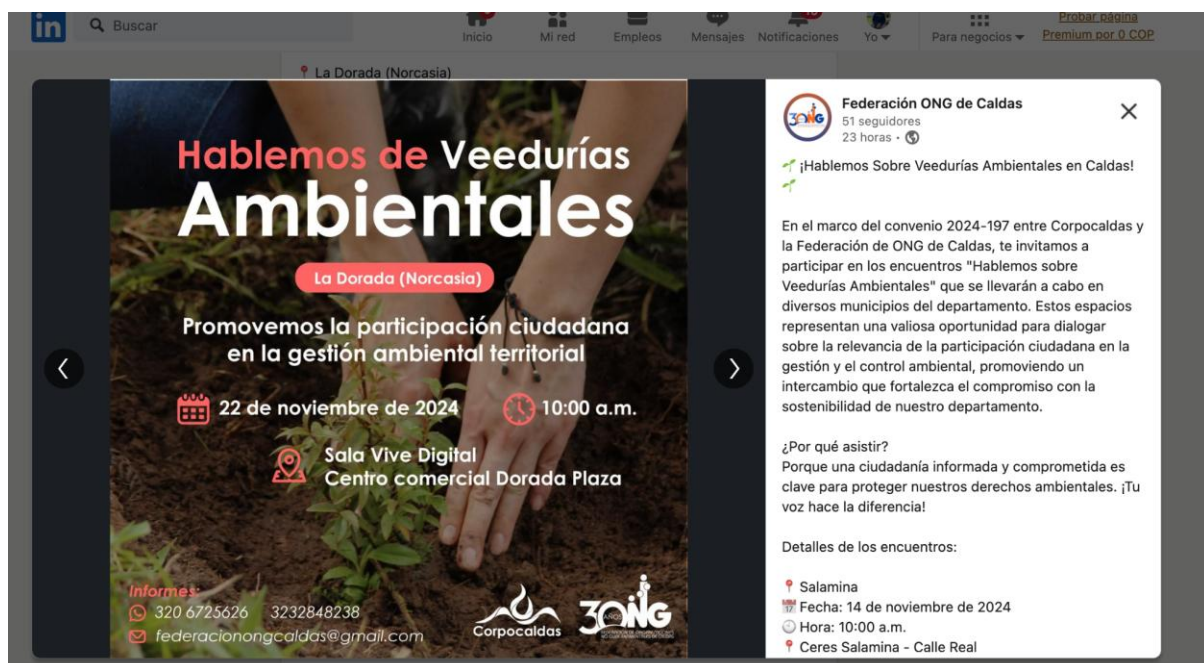 in
Buscar
Inicio
Mi red
Empleos
Mensajes
Notificaciones
Yo
Para negocios
Probar página
Premium por 0 COP
La Dorada (Norcasia)
Hablemos de Veedurías
Ambientales
La Dorada (Norcasia)
Promovemos la participación ciudadana
en la gestión ambiental territorial
22 de noviembre de 2024
10:00 a.m.
Sala Vive Digital
Centro comercial Dorada Plaza
Informes:
320 6725626 3232848238
federacionongcaldas@gmail.com
Corpocaldas
30NG
AÑOS
Federación ONG de Caldas
51 seguidores
23 horas •
¡Hablemos Sobre Veedurías Ambientales en Caldas!
En el marco del convenio 2024-197 entre Corpocaldas y
la Federación de ONG de Caldas, te invitamos a
participar en los encuentros "Hablemos sobre
Veedurías Ambientales" que se llevarán a cabo en
diversos municipios del departamento. Estos espacios
representan una valiosa oportunidad para dialogar
sobre la relevancia de la participación ciudadana en la
gestión y el control ambiental, promoviendo un
intercambio que fortalezca el compromiso con la
sostenibilidad de nuestro departamento.
¿Por qué asistir?
Porque una ciudadanía informada y comprometida es
clave para proteger nuestros derechos ambientales. ¡Tu
voz hace la diferencia!
Detalles de los encuentros:
Salamina
Fecha: 14 de noviembre de 2024
Hora: 10:00 a.m.
Ceres Salamina - Calle Real